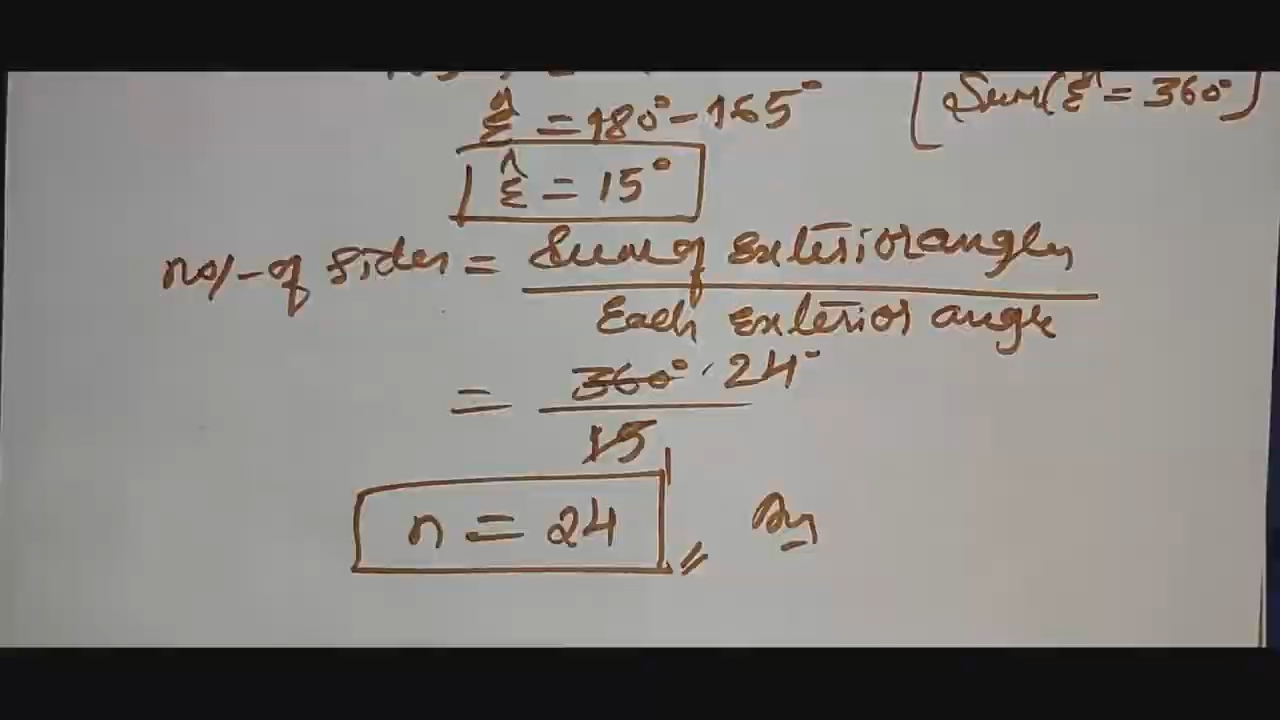 Ê = 180° - 165°
[Sum(Ê) = 360°)
Ê = 15°
no/- of Sides = Sum of exterior angles
Each exterior angle
= 360° 24°
15
n = 24 // Ans